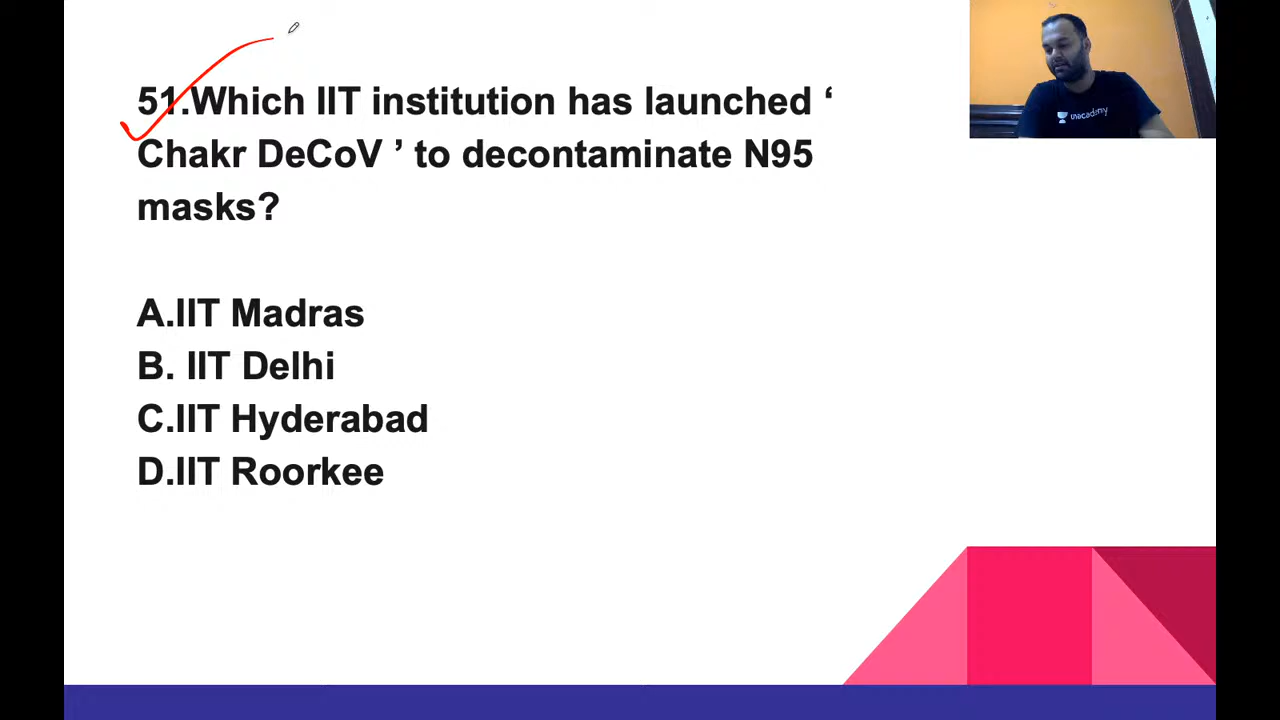 51.Which IIT institution has launched ‘
Chakr DeCoV ’ to decontaminate N95
masks?
A.IIT Madras
B. IIT Delhi
C.IIT Hyderabad
D.IIT Roorkee
unacademy